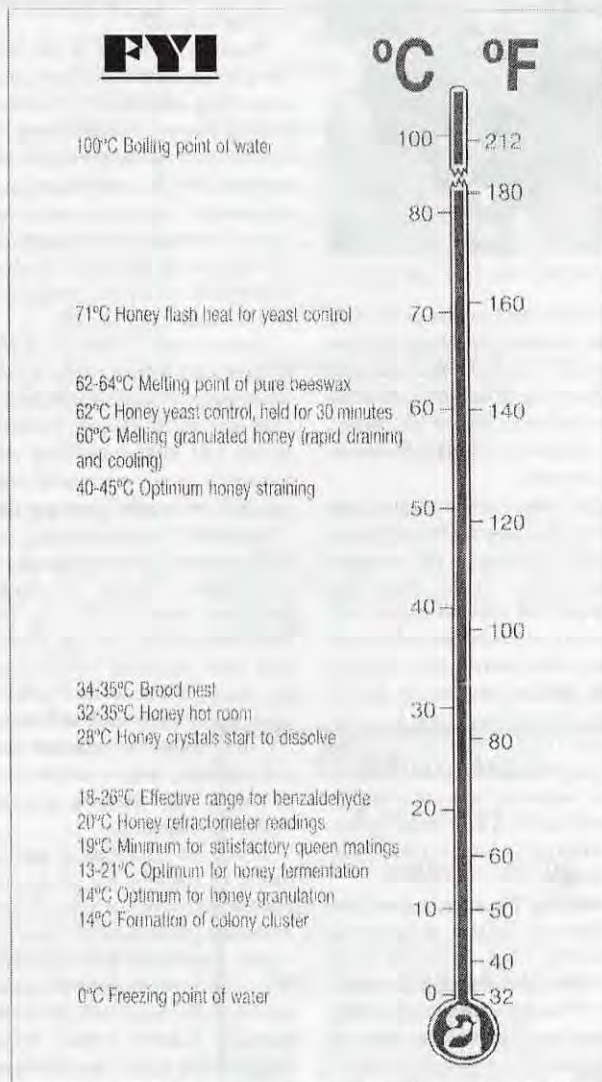 FYI
°C °F
100°C Boiling point of water
100 212
180
80
71°C Honey flash heat for yeast control
70 160
62-64°C Melting point of pure beeswax
62°C Honey yeast control, held for 30 minutes
60 140
60°C Melting granulated honey (rapid draining
and cooling)
40-45°C Optimum honey straining
50
120
40
100
34-35°C Brood nest
32-35°C Honey hot room
30
28°C Honey crystals start to dissolve
80
18-26°C Effective range for benzaldehyde
20
20°C Honey refractometer readings
19°C Minimum for satisfactory queen matings
60
13-21°C Optimum for honey fermentation
14°C Optimum for honey granulation
10 50
14°C Formation of colony cluster
40
0°C Freezing point of water
0 32